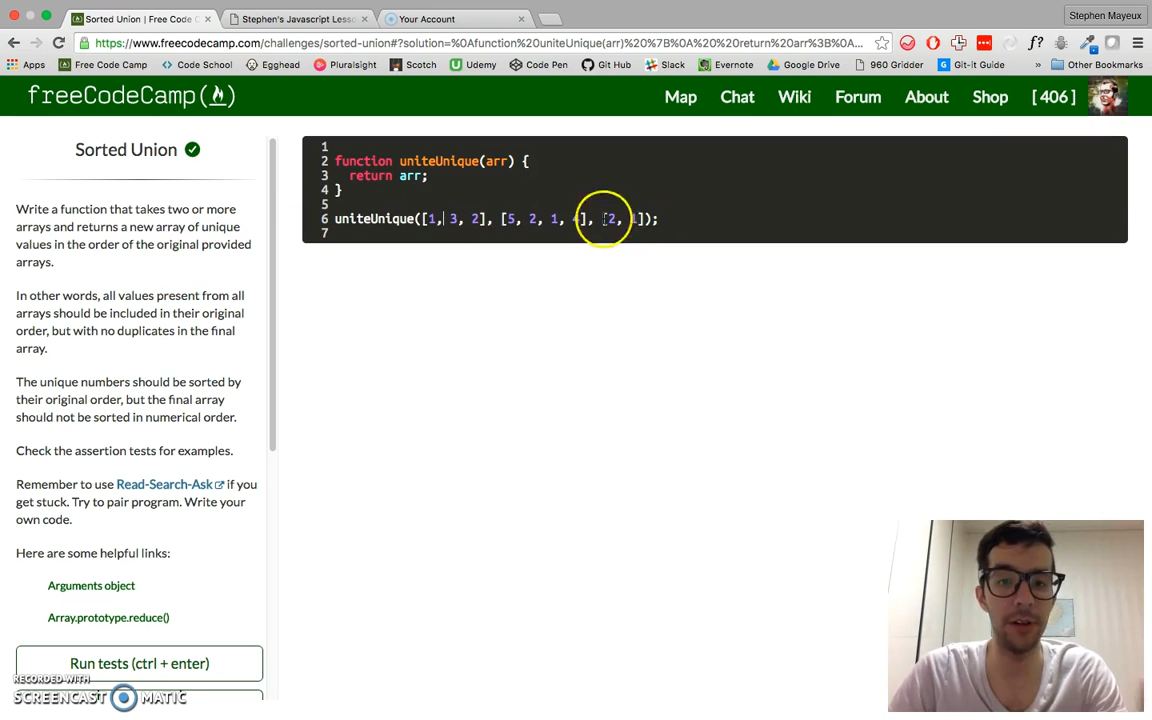 Sorted Union | Free Code C
Stephen's Javascript Lesso
Your Account
Stephen Mayeux
https://www.freecodecamp.com/challenges/sorted-union#?solution=%0Afunction%20uniteUnique(arr)%20%7B%0A%20%20return%20arr%3B%0A...
Apps Free Code Camp Code School Egghead Pluralsight Scotch Udemy Code Pen Git Hub Slack Evernote Google Drive 960 Gridder Git-it Guide » Other Bookmarks
freeCodeCamp
Map Chat Wiki Forum About Shop [ 406 ]
Sorted Union
Write a function that takes two or more
arrays and returns a new array of unique
values in the order of the original provided
arrays.
In other words, all values present from all
arrays should be included in their original
order, but with no duplicates in the final
array.
The unique numbers should be sorted by
their original order, but the final array
should not be sorted in numerical order.
Check the assertion tests for examples.
Remember to use Read-Search-Ask if you
get stuck. Try to pair program. Write your
own code.
Here are some helpful links:
Arguments object
Array.prototype.reduce()
Run tests (ctrl + enter)
1
2 function uniteUnique(arr) {
3 return arr;
4 }
5
6 uniteUnique([1, 3, 2], [5, 2, 1, 4], [2, 1]);
7
RECORDED WITH
SCREENCAST MATIC